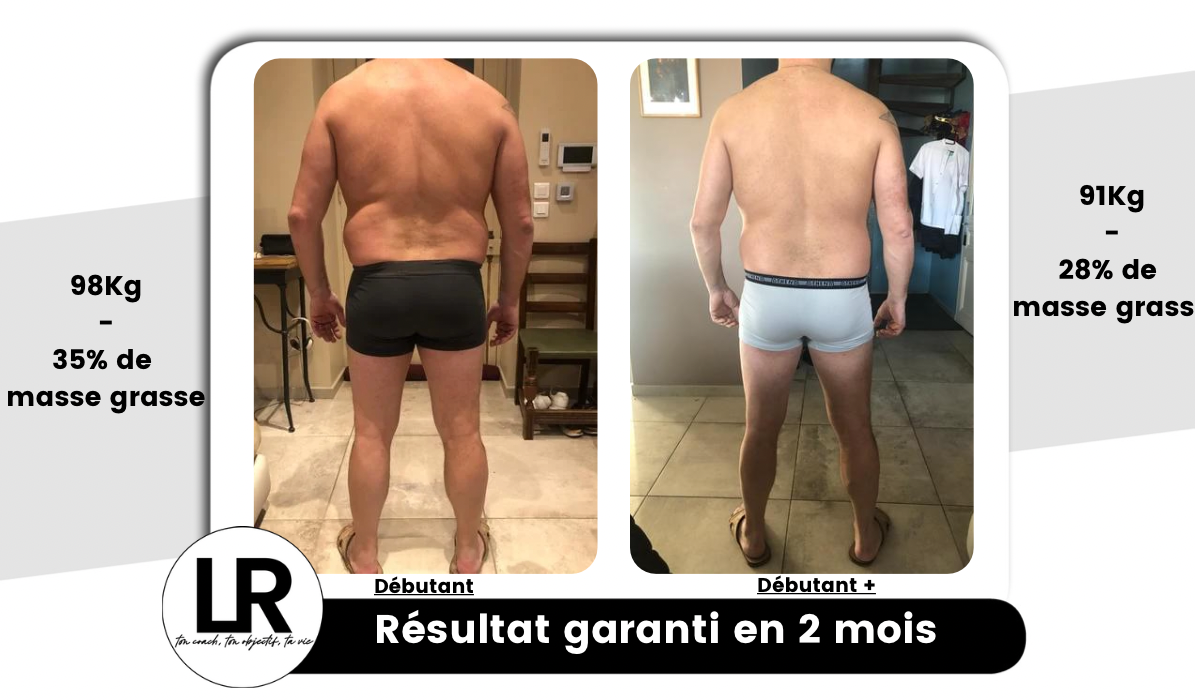 98Kg
-
35% de
masse grasse
91Kg
-
28% de
masse grass
Débutant
Débutant +
Résultat garanti en 2 mois
LR
ton coach, ton objectif, ta vie